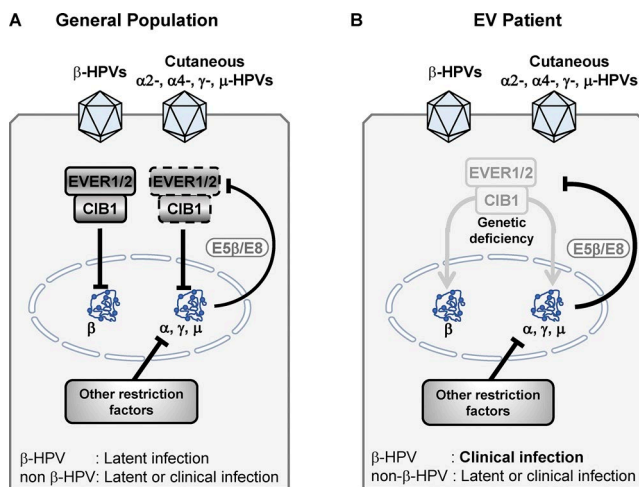 A General Population
β-HPVs
Cutaneous
α2-, α4-, γ-, μ-HPVs
EVER1/2
CIB1
EVER1/2
CIB1
E5β/E8
β
α, γ, μ
Other restriction
factors
β-HPV : Latent infection
non β-HPV: Latent or clinical infection
B EV Patient
β-HPVs
Cutaneous
α2-, α4-, γ-, μ-HPVs
EVER1/2
CIB1
Genetic
deficiency
E5β/E8
β
α, γ, μ
Other restriction
factors
β-HPV : Clinical infection
non-β-HPV: Latent or clinical infection